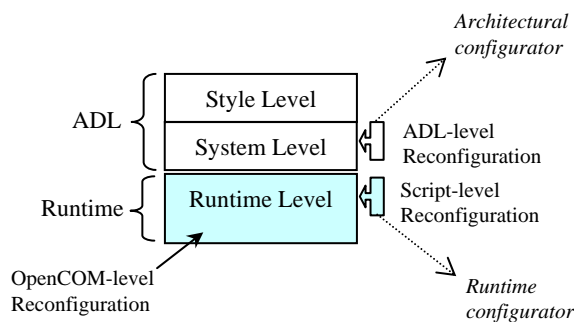 Architectural
configurator
Style Level
ADL
System Level
ADL-level
Reconfiguration
Runtime Level
Runtime
Script-level
Reconfiguration
OpenCOM-level
Reconfiguration
Runtime
configurator